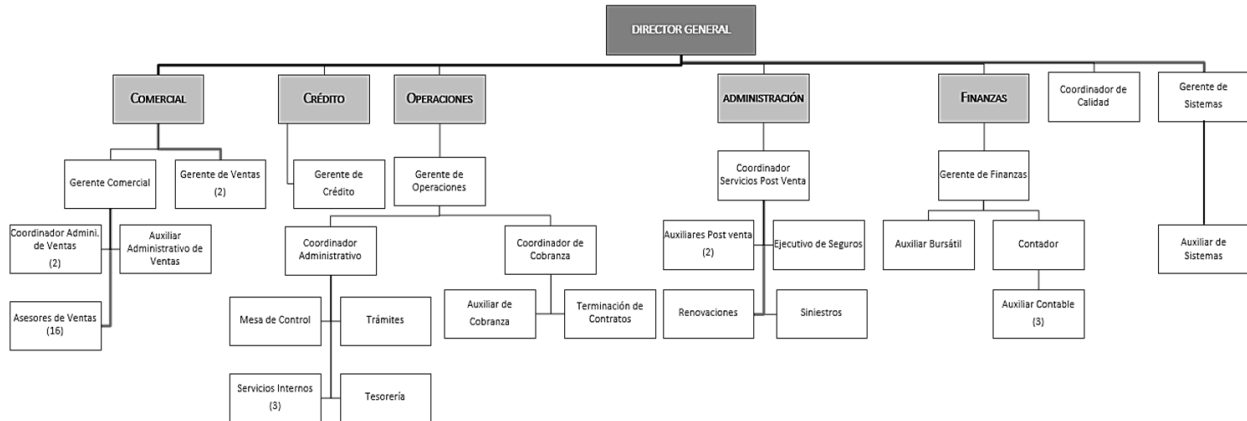 DIRECTOR GENERAL
COMERCIAL
CRÉDITO
OPERACIONES
ADMINISTRACIÓN
FINANZAS
Coordinador de
Calidad
Gerente de
Sistemas
Gerente Comercial
Gerente de Ventas
(2)
Gerente de
Crédito
Gerente de
Operaciones
Coordinador
Servicios Post Venta
Gerente de Finanzas
Coordinador Admini.
de Ventas
(2)
Auxiliar
Administrativo de
Ventas
Coordinador
Administrativo
Coordinador de
Cobranza
Auxiliares Post venta
(2)
Ejecutivo de Seguros
Auxiliar Bursátil
Contador
Auxiliar de
Sistemas
Asesores de Ventas
(16)
Mesa de Control
Trámites
Auxiliar de
Cobranza
Terminación de
Contratos
Renovaciones
Siniestros
Auxiliar Contable
(3)
Servicios Internos
(3)
Tesorería